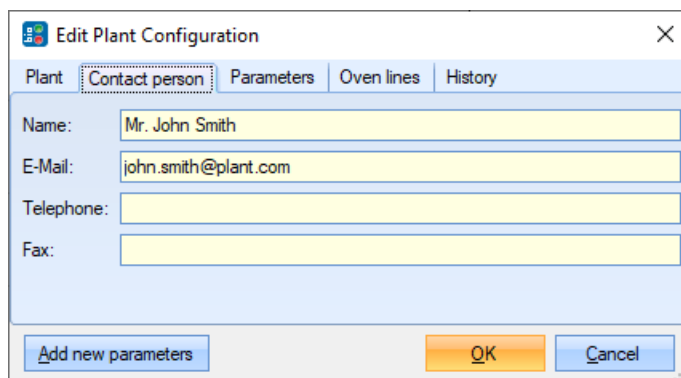 Edit Plant Configuration
Plant Contact person Parameters Oven lines History
Name: Mr. John Smith
E-Mail: john.smith@plant.com
Telephone:
Fax:
Add new parameters OK Cancel